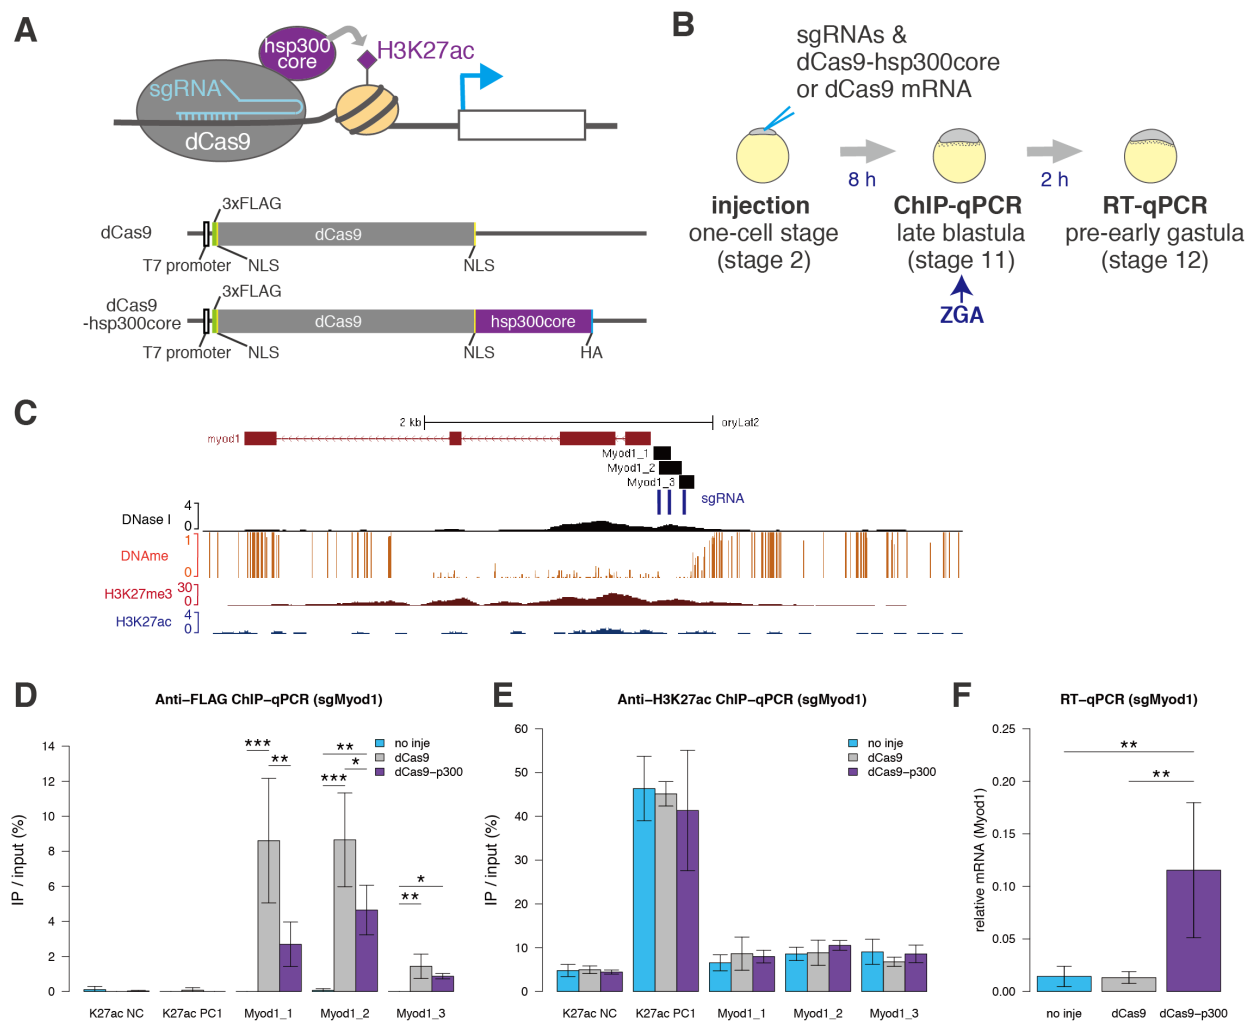 A
hsp300
core
H3K27ac
sgRNA
dCas9
3xFLAG
dCas9
dCas9
T7 promoter
NLS
NLS
3xFLAG
dCas9
-hsp300core
dCas9
hsp300core
T7 promoter
NLS
NLS
HA
B
sgRNAs &
dCas9-hsp300core
or dCas9 mRNA
8 h
2 h
injection
one-cell stage
(stage 2)
ChIP-qPCR
late blastula
(stage 11)
ZGA
RT-qPCR
pre-early gastula
(stage 12)
C
2 kb
oryLat2
myod1
Myod1_1
Myod1_2
Myod1_3
sgRNA
DNase I
4
0
DNAme
1
0
H3K27me3
30
0
H3K27ac
4
0
D
Anti–FLAG ChIP–qPCR (sgMyod1)
IP / input (%)
14
12
10
8
6
4
2
0
no inje
dCas9
dCas9–p300
***
**
**
*
***
*
**
K27ac NC
K27ac PC1
Myod1_1
Myod1_2
Myod1_3
E
Anti–H3K27ac ChIP–qPCR (sgMyod1)
IP / input (%)
60
50
40
30
20
10
0
no inje
dCas9
dCas9–p300
K27ac NC
K27ac PC1
Myod1_1
Myod1_2
Myod1_3
F
RT–qPCR (sgMyod1)
relative mRNA (Myod1)
0.25
0.20
0.15
0.10
0.05
0.00
**
**
no inje
dCas9
dCas9–p300